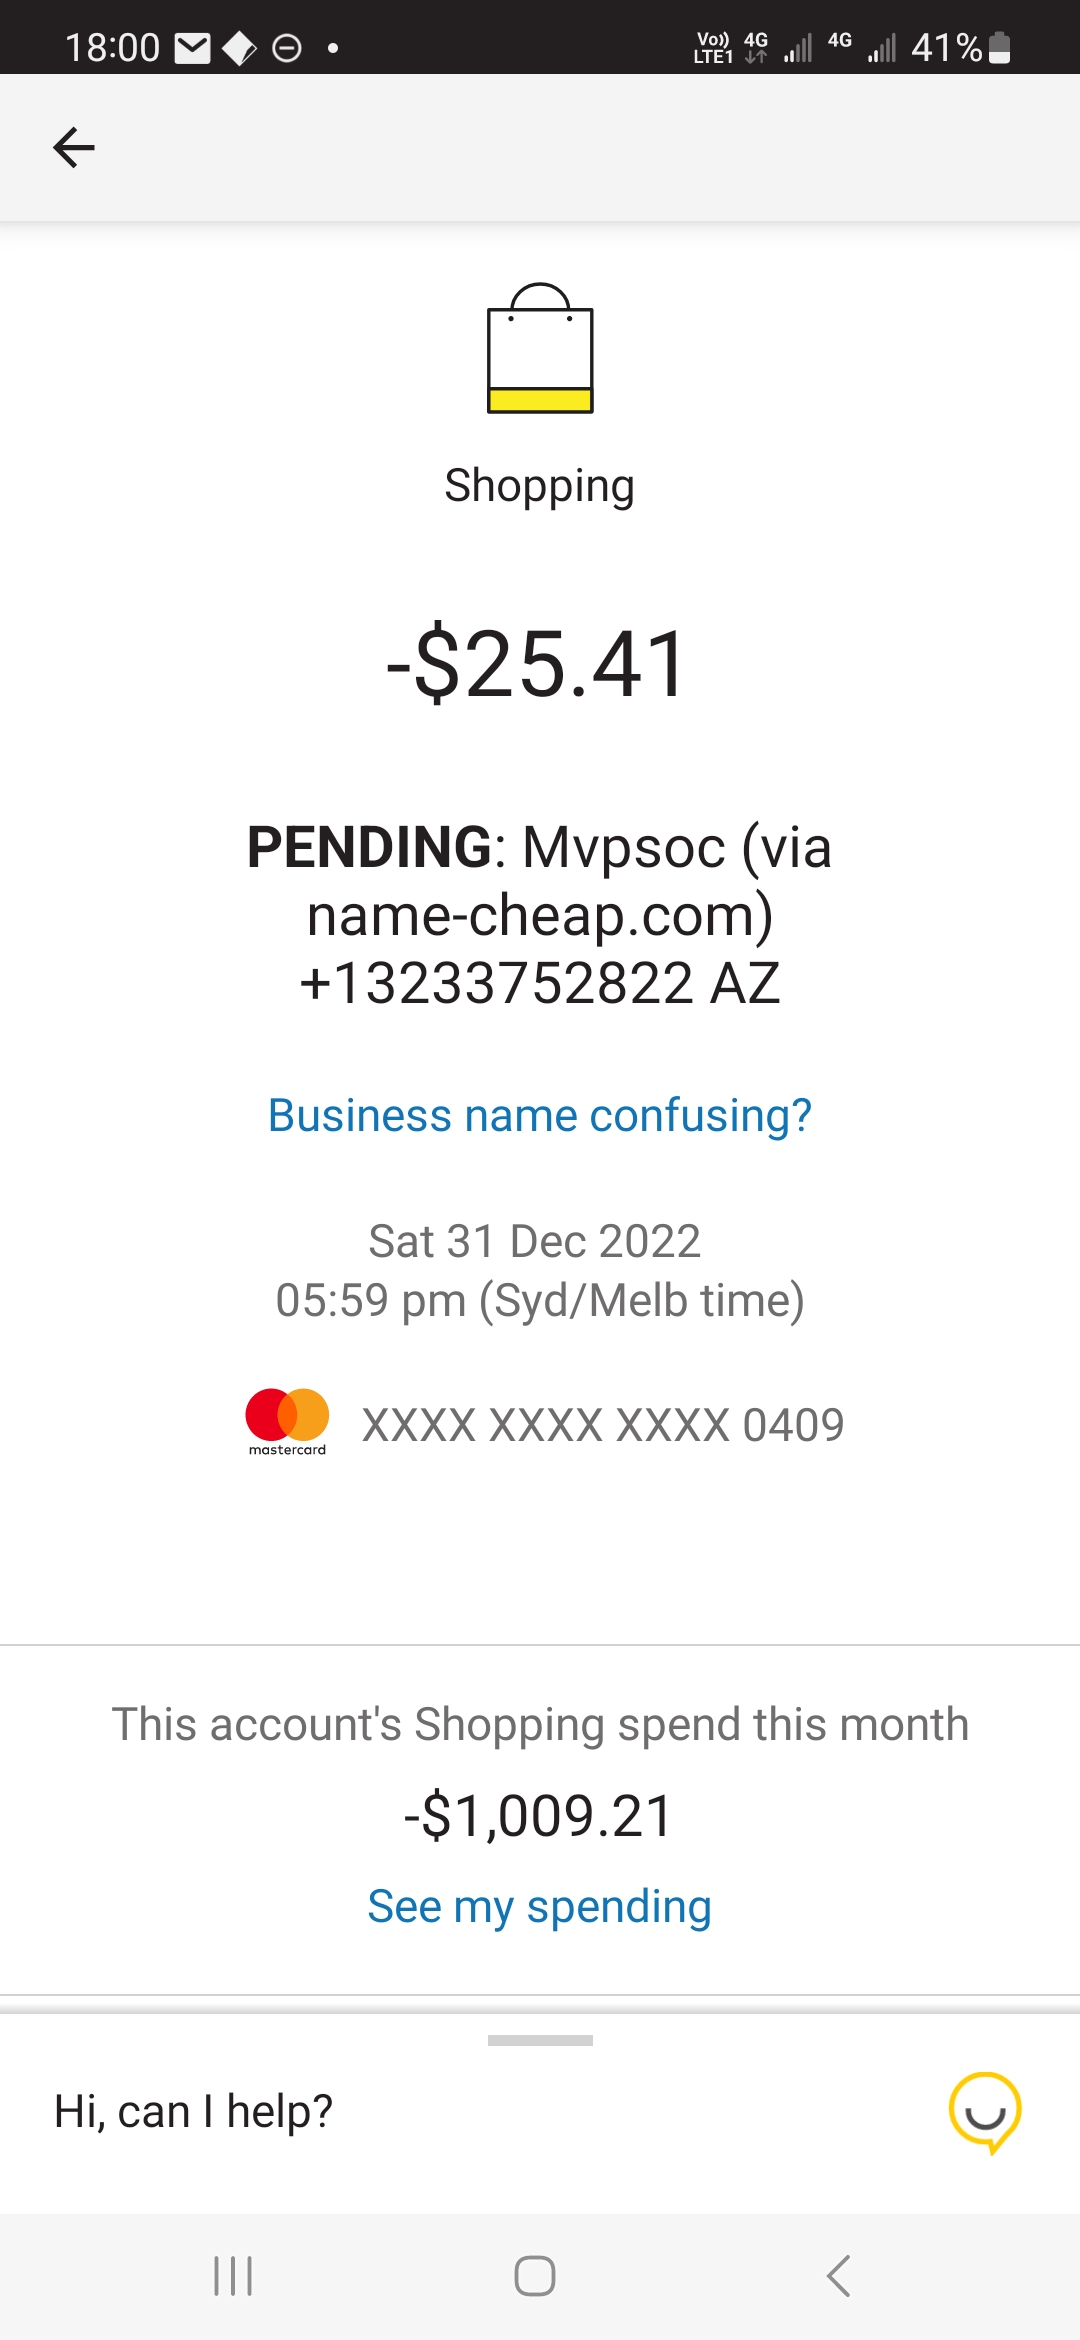 18:00
Vo)) 4G 4G 41%
LTE1
Shopping
-$25.41
PENDING: Mvpsoc (via
name-cheap.com)
+13233752822 AZ
Business name confusing?
Sat 31 Dec 2022
05:59 pm (Syd/Melb time)
mastercard XXXX XXXX XXXX 0409
This account's Shopping spend this month
-$1,009.21
See my spending
Hi, can I help?